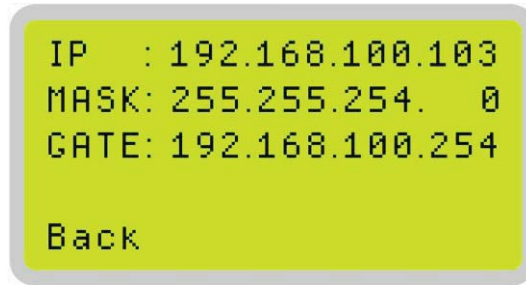 IP  : 192.168.100.103
MASK: 255.255.254.  0
GATE: 192.168.100.254
Back